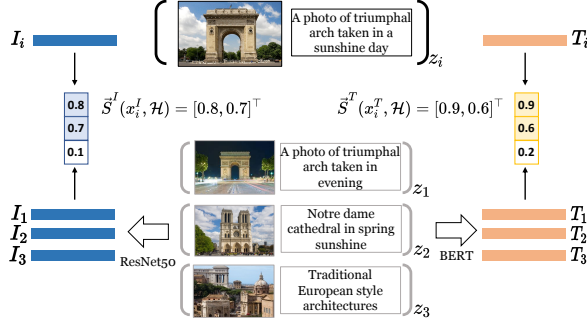 I_i
A photo of triumphal
arch taken in a
sunshine day
z_i
T_i
0.8
0.7
0.1
S⃗^I(x_i^I, ℋ) = [0.8, 0.7]^⊤
S⃗^T(x_i^T, ℋ) = [0.9, 0.6]^⊤
0.9
0.6
0.2
A photo of triumphal
arch taken in
evening
z_1
I_1
I_2
I_3
ResNet50
Notre dame
cathedral in spring
sunshine
z_2
BERT
T_1
T_2
T_3
Traditional
European style
architectures
z_3